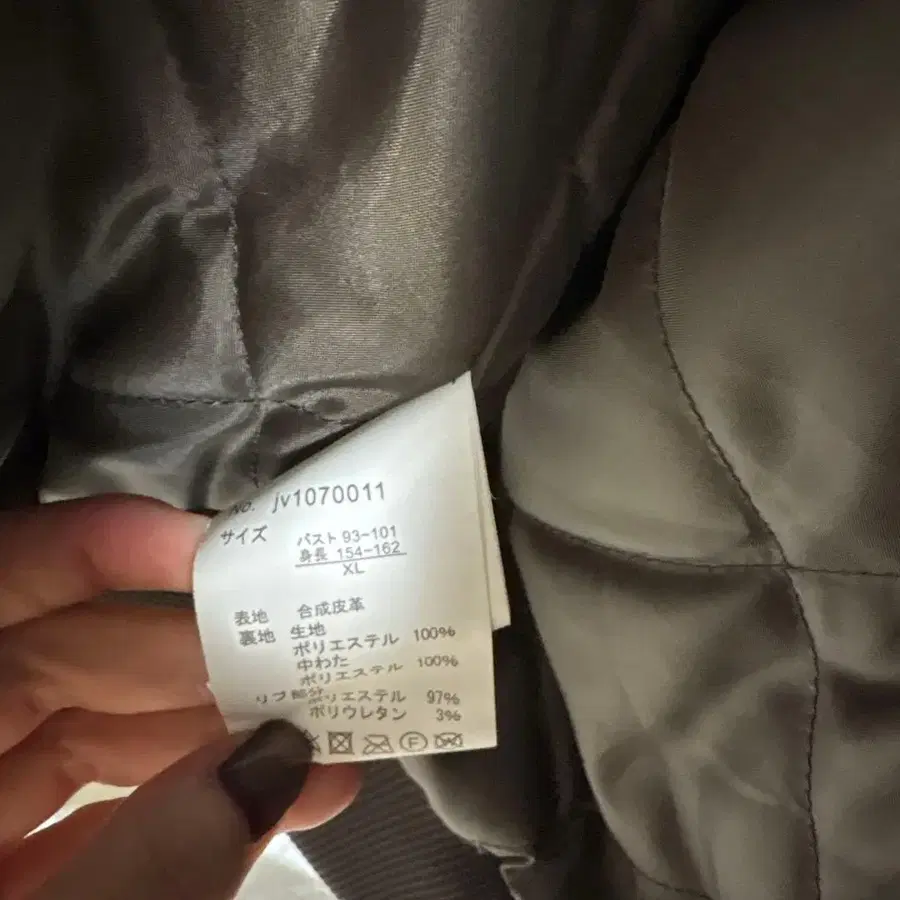 No. jv1070011
サイズ バスト 93-101
身長 154-162
XL
表地 合成皮革
裏地 生地
ポリエステル 100%
中わた
ポリエステル 100%
リブ部分 ポリエステル 97%
ポリウレタン 3%
F